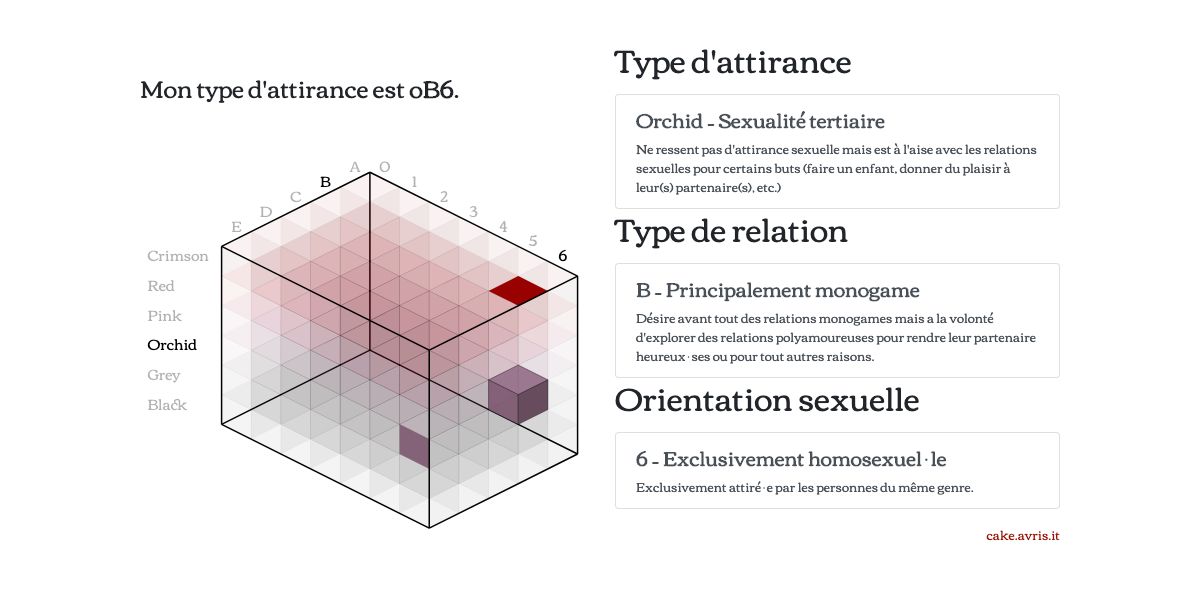 Mon type d'attirance est oB6.
A O
B 1
C 2
D 3
E 4
5
6
Crimson
Red
Pink
Orchid
Grey
Black
Type d'attirance
Orchid - Sexualité tertiaire
Ne ressent pas d'attirance sexuelle mais est à l'aise avec les relations
sexuelles pour certains buts (faire un enfant, donner du plaisir à
leur(s) partenaire(s), etc.)
Type de relation
B - Principalement monogame
Désire avant tout des relations monogames mais a la volonté
d'explorer des relations polyamoureuses pour rendre leur partenaire
heureux·ses ou pour tout autres raisons.
Orientation sexuelle
6 - Exclusivement homosexuel·le
Exclusivement attiré·e par les personnes du même genre.
cake.avris.it